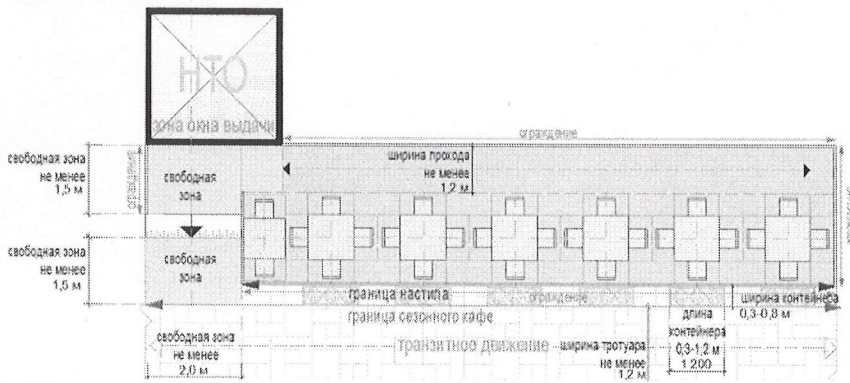 НТО
зона окна выдачи
ограждение
свободная зона
не менее
1,5 м
ограждение
свободная
зона
ширина прохода
не менее
1,2 м
ограждение
свободная зона
не менее
1,5 м
свободная
зона
граница настила
ограждение
ширина контейнера
0,3-0,8 м
граница сезонного кафе
длина
контейнера
0,3-1,2 м
1 200
свободная зона
не менее
2,0 м
транзитное движение
ширина тротуара
не менее
1,2 м